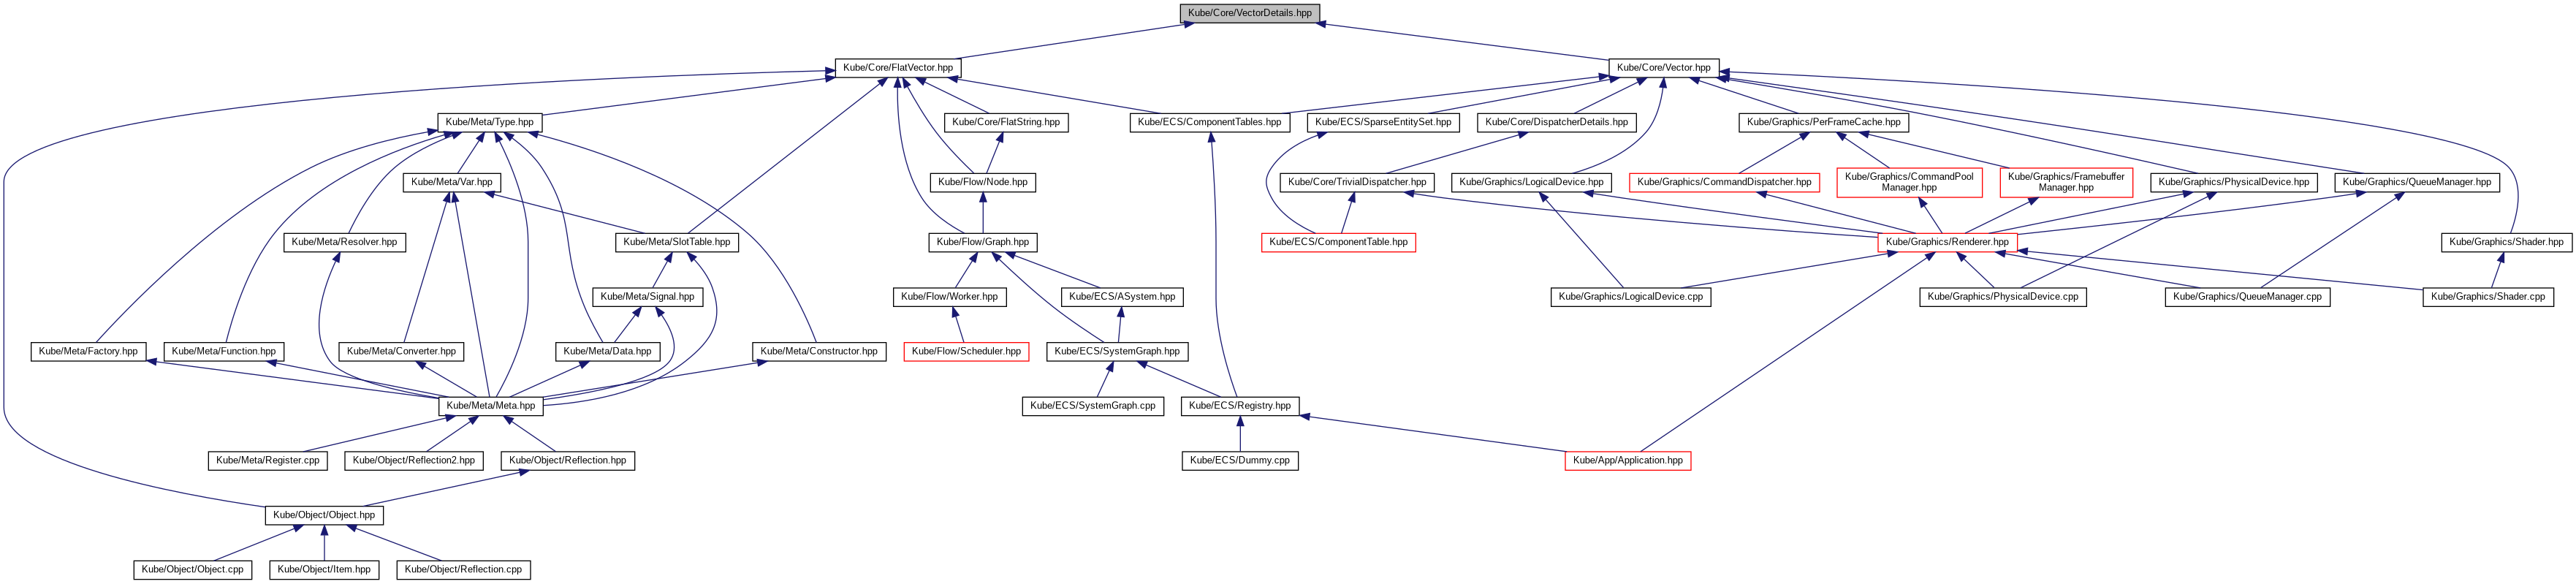 Kube/Core/VectorDetails.hpp
Kube/Core/FlatVector.hpp
Kube/Core/Vector.hpp
Kube/Meta/Type.hpp
Kube/Core/FlatString.hpp
Kube/ECS/ComponentTables.hpp
Kube/ECS/SparseEntitySet.hpp
Kube/Core/DispatcherDetails.hpp
Kube/Graphics/PerFrameCache.hpp
Kube/Meta/Var.hpp
Kube/Flow/Node.hpp
Kube/Core/TrivialDispatcher.hpp
Kube/Graphics/LogicalDevice.hpp
Kube/Graphics/CommandDispatcher.hpp
Kube/Graphics/CommandPool
Manager.hpp
Kube/Graphics/Framebuffer
Manager.hpp
Kube/Graphics/PhysicalDevice.hpp
Kube/Graphics/QueueManager.hpp
Kube/Meta/Resolver.hpp
Kube/Meta/SlotTable.hpp
Kube/Flow/Graph.hpp
Kube/ECS/ComponentTable.hpp
Kube/Graphics/Renderer.hpp
Kube/Graphics/Shader.hpp
Kube/Meta/Signal.hpp
Kube/Flow/Worker.hpp
Kube/ECS/ASystem.hpp
Kube/Graphics/LogicalDevice.cpp
Kube/Graphics/PhysicalDevice.cpp
Kube/Graphics/QueueManager.cpp
Kube/Graphics/Shader.cpp
Kube/Meta/Factory.hpp
Kube/Meta/Function.hpp
Kube/Meta/Converter.hpp
Kube/Meta/Data.hpp
Kube/Meta/Constructor.hpp
Kube/Flow/Scheduler.hpp
Kube/ECS/SystemGraph.hpp
Kube/Meta/Meta.hpp
Kube/ECS/SystemGraph.cpp
Kube/ECS/Registry.hpp
Kube/Meta/Register.cpp
Kube/Object/Reflection2.hpp
Kube/Object/Reflection.hpp
Kube/ECS/Dummy.cpp
Kube/App/Application.hpp
Kube/Object/Object.hpp
Kube/Object/Object.cpp
Kube/Object/Item.hpp
Kube/Object/Reflection.cpp